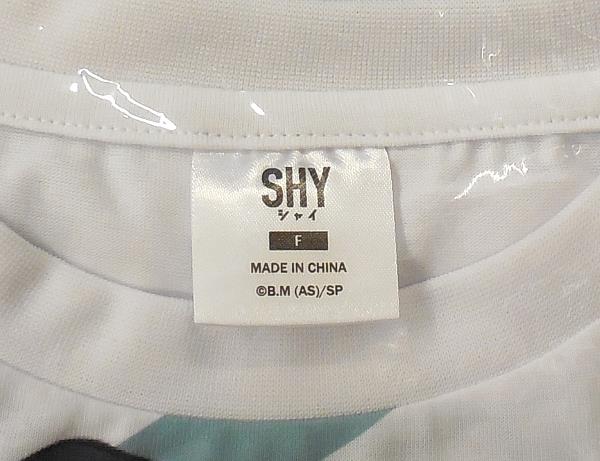 SHY
シャイ
F
MADE IN CHINA
©B.M (AS)/SP